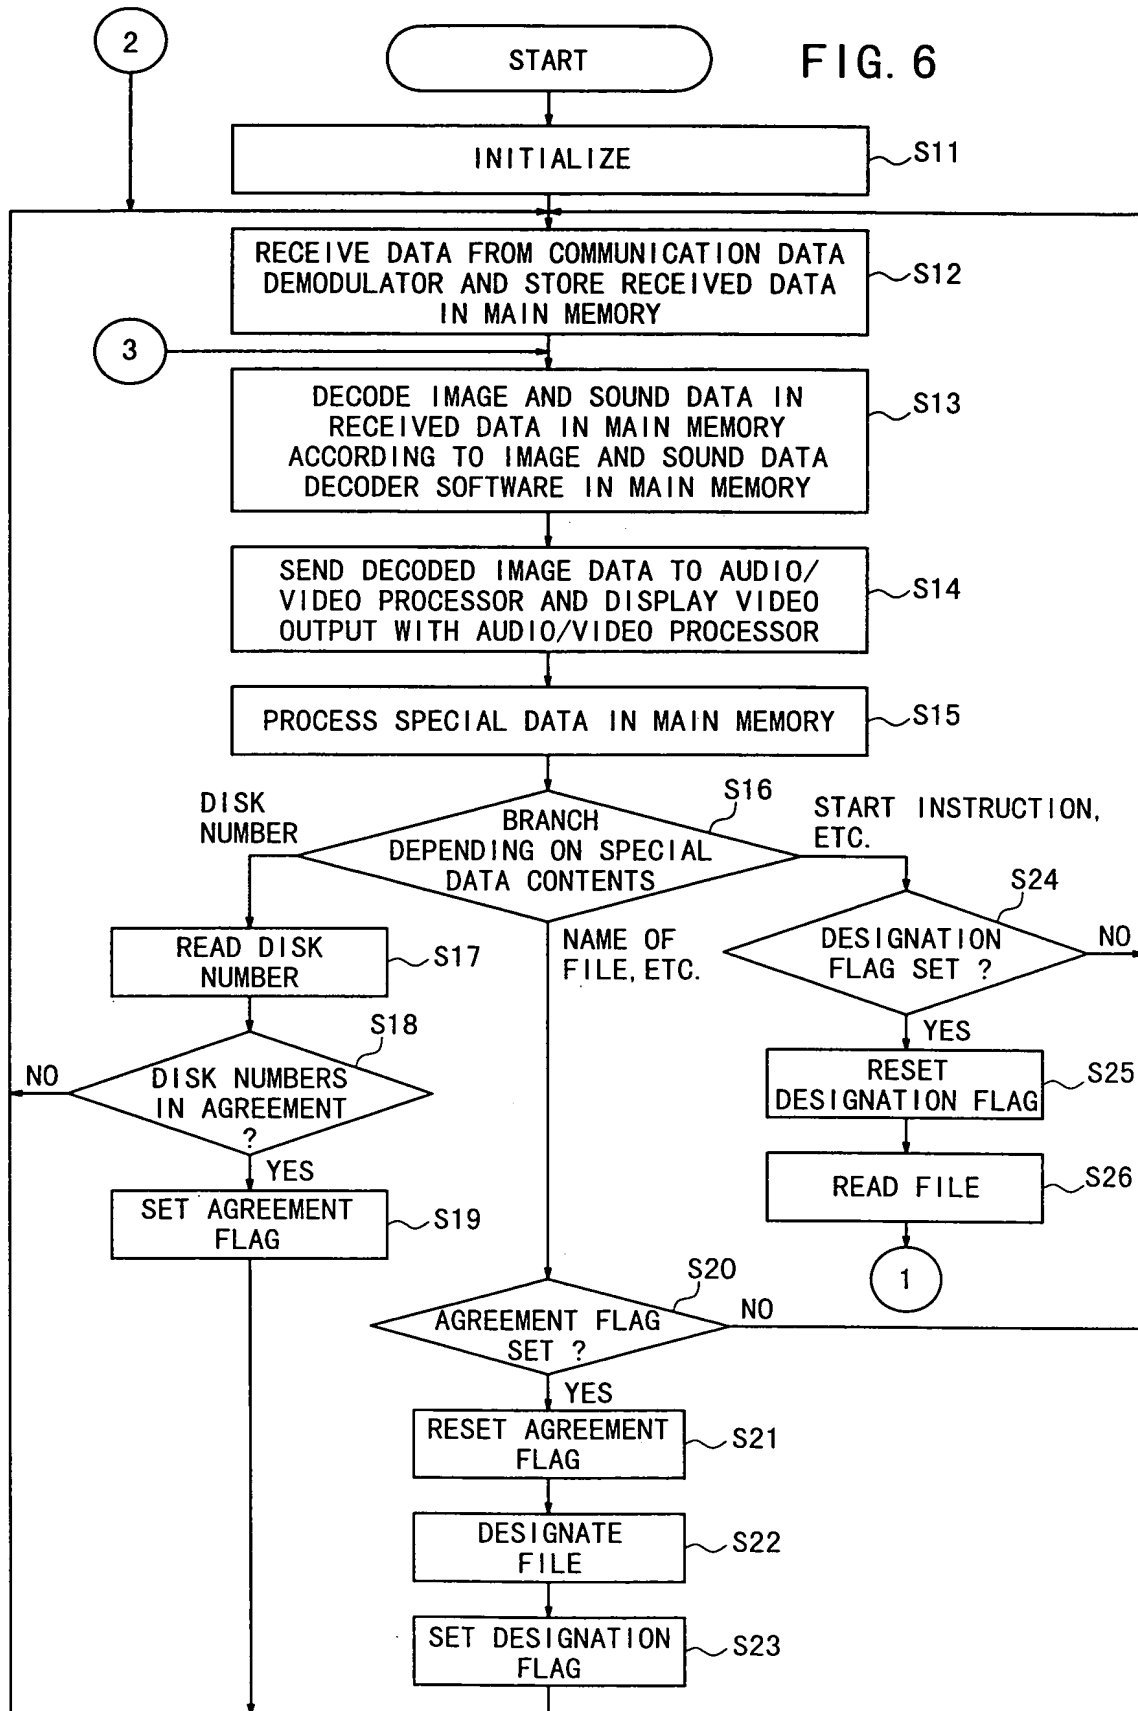 2
START
FIG. 6
INITIALIZE
S11
RECEIVE DATA FROM COMMUNICATION DATA
DEMODULATOR AND STORE RECEIVED DATA
IN MAIN MEMORY
S12
3
DECODE IMAGE AND SOUND DATA IN
RECEIVED DATA IN MAIN MEMORY
ACCORDING TO IMAGE AND SOUND DATA
DECODER SOFTWARE IN MAIN MEMORY
S13
SEND DECODED IMAGE DATA TO AUDIO/
VIDEO PROCESSOR AND DISPLAY VIDEO
OUTPUT WITH AUDIO/VIDEO PROCESSOR
S14
PROCESS SPECIAL DATA IN MAIN MEMORY
S15
BRANCH
DEPENDING ON SPECIAL
DATA CONTENTS
S16
DISK
NUMBER
START INSTRUCTION,
ETC.
NAME OF
FILE, ETC.
READ DISK
NUMBER
S17
DISK NUMBERS
IN AGREEMENT
?
S18
NO
YES
SET AGREEMENT
FLAG
S19
DESIGNATION
FLAG SET ?
S24
NO
YES
RESET
DESIGNATION FLAG
S25
READ FILE
S26
1
AGREEMENT FLAG
SET ?
S20
NO
YES
RESET AGREEMENT
FLAG
S21
DESIGNATE
FILE
S22
SET DESIGNATION
FLAG
S23